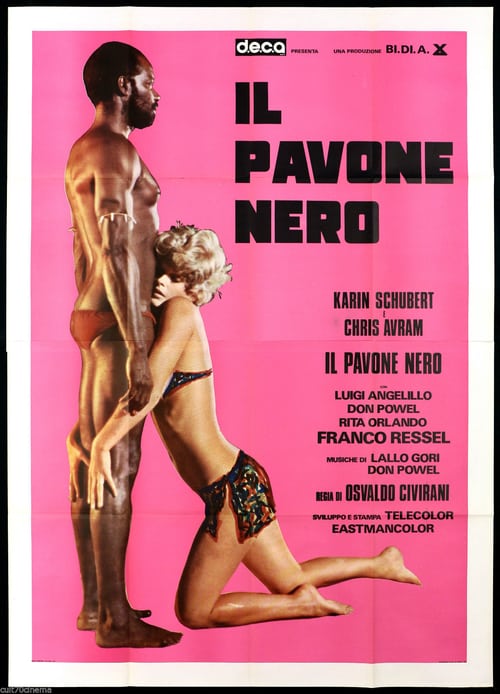 d.e.c.a PRESENTA UNA PRODUZIONE BI.DI.A. X
IL
PAVONE
NERO
KARIN SCHUBERT
E
CHRIS AVRAM
IL PAVONE NERO
CON
LUIGI ANGELILLO
DON POWEL
RITA ORLANDO
FRANCO RESSEL
MUSICHE DI LALLO GORI
DON POWEL
REGIA DI OSVALDO CIVIRANI
SVILUPPO E STAMPA TELECOLOR
EASTMANCOLOR
cult70cinema